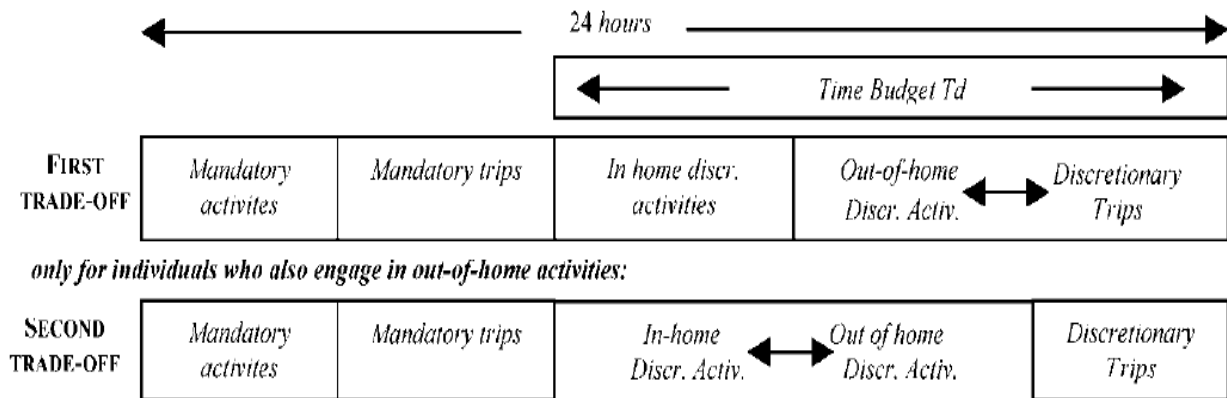 24 hours
Time Budget Td
FIRST TRADE-OFF
Mandatory activites
Mandatory trips
In home discr. activities
Out-of-home Discr. Activ.
Discretionary Trips
only for individuals who also engage in out-of-home activities:
SECOND TRADE-OFF
Mandatory activites
Mandatory trips
In-home Discr. Activ.
Out of home Discr. Activ.
Discretionary Trips